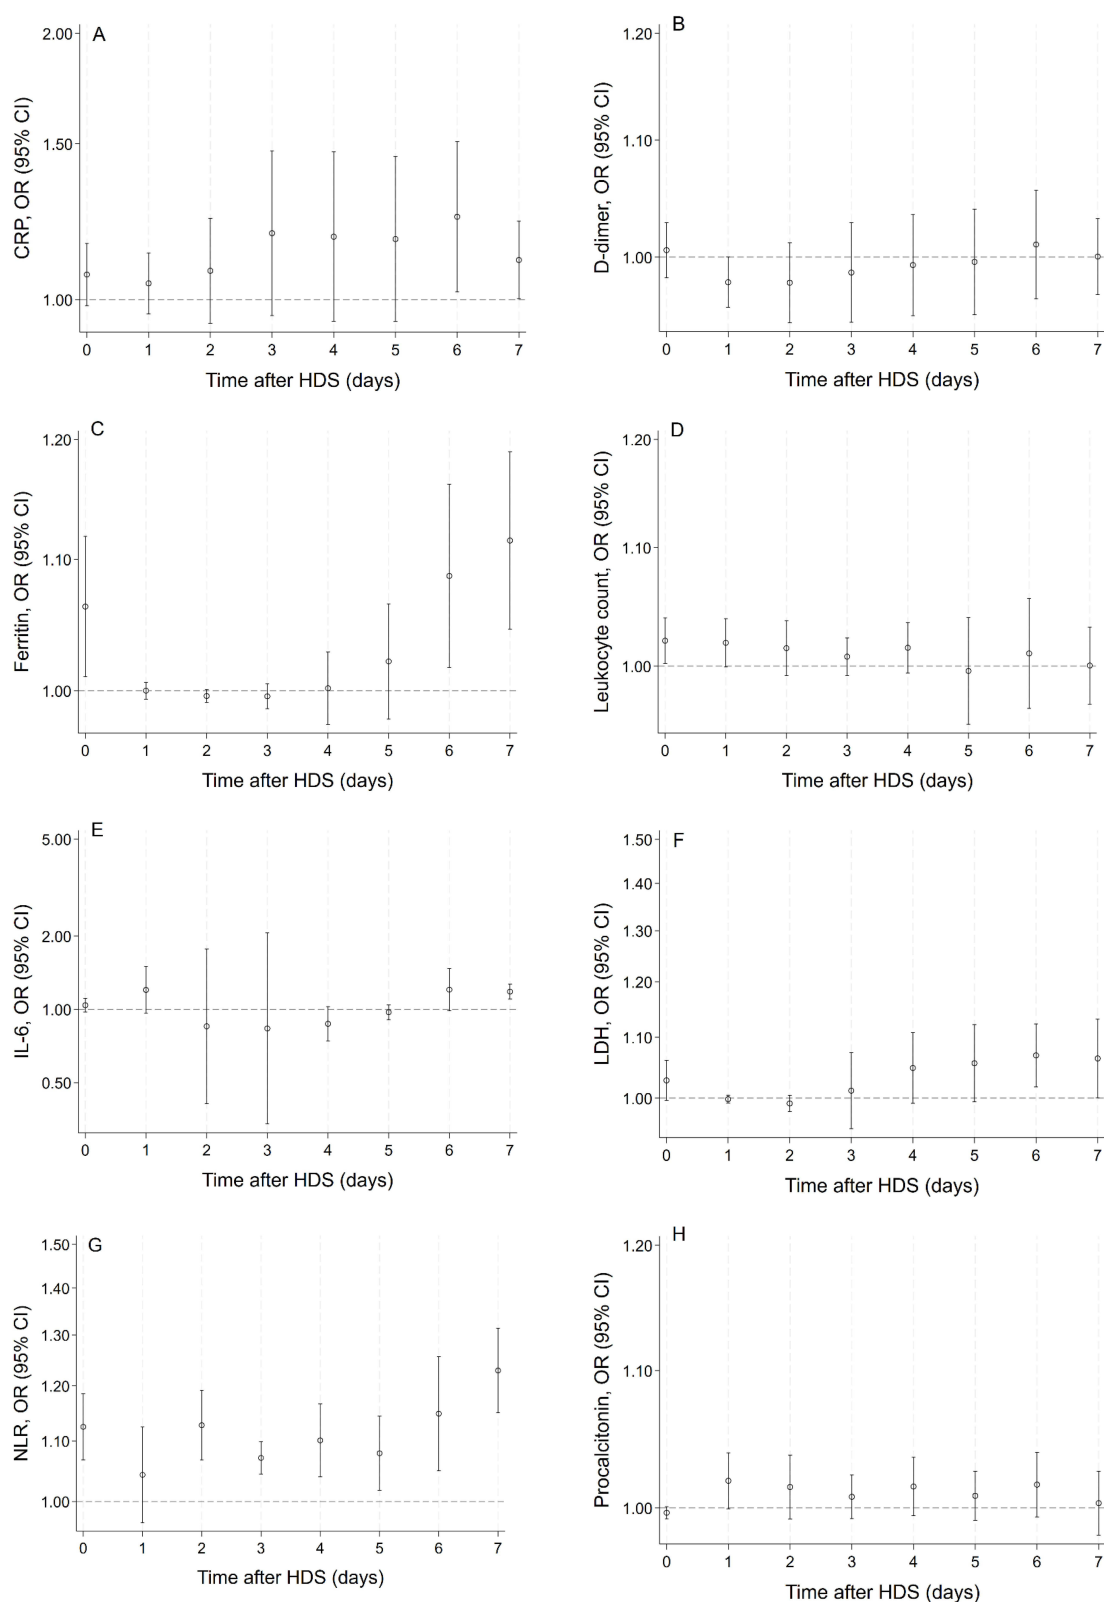 A
CRP, OR (95% CI)
2.00
1.50
1.00
0 1 2 3 4 5 6 7
Time after HDS (days)
B
D-dimer, OR (95% CI)
1.20
1.10
1.00
0 1 2 3 4 5 6 7
Time after HDS (days)
C
Ferritin, OR (95% CI)
1.20
1.10
1.00
0 1 2 3 4 5 6 7
Time after HDS (days)
D
Leukocyte count, OR (95% CI)
1.20
1.10
1.00
0 1 2 3 4 5 6 7
Time after HDS (days)
E
IL-6, OR (95% CI)
5.00
2.00
1.00
0.50
0 1 2 3 4 5 6 7
Time after HDS (days)
F
LDH, OR (95% CI)
1.50
1.40
1.30
1.20
1.10
1.00
0 1 2 3 4 5 6 7
Time after HDS (days)
G
NLR, OR (95% CI)
1.50
1.40
1.30
1.20
1.10
1.00
0 1 2 3 4 5 6 7
Time after HDS (days)
H
Procalcitonin, OR (95% CI)
1.20
1.10
1.00
0 1 2 3 4 5 6 7
Time after HDS (days)